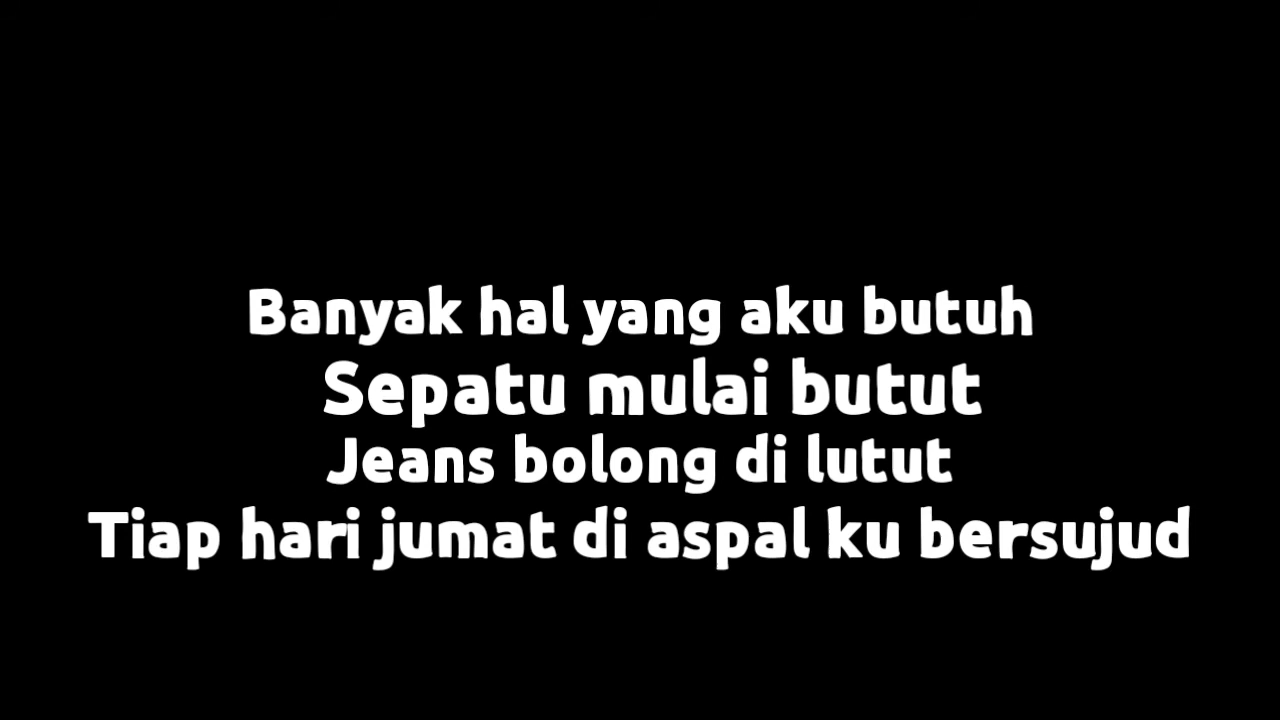 Banyak hal yang aku butuh
Sepatu mulai butut
Jeans bolong di lutut
Tiap hari jumat di aspal ku bersujud